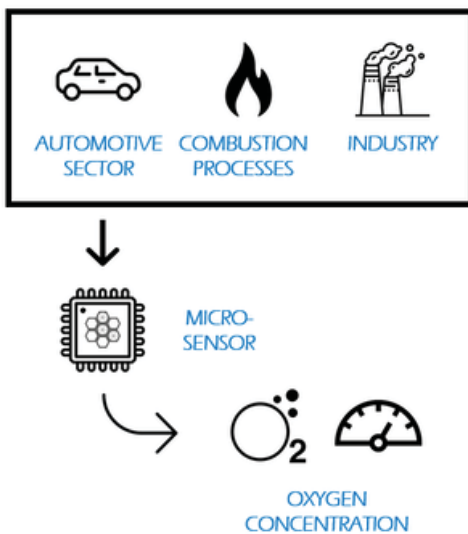 AUTOMOTIVE SECTOR
COMBUSTION PROCESSES
INDUSTRY
MICRO-
SENSOR
O2
OXYGEN
CONCENTRATION